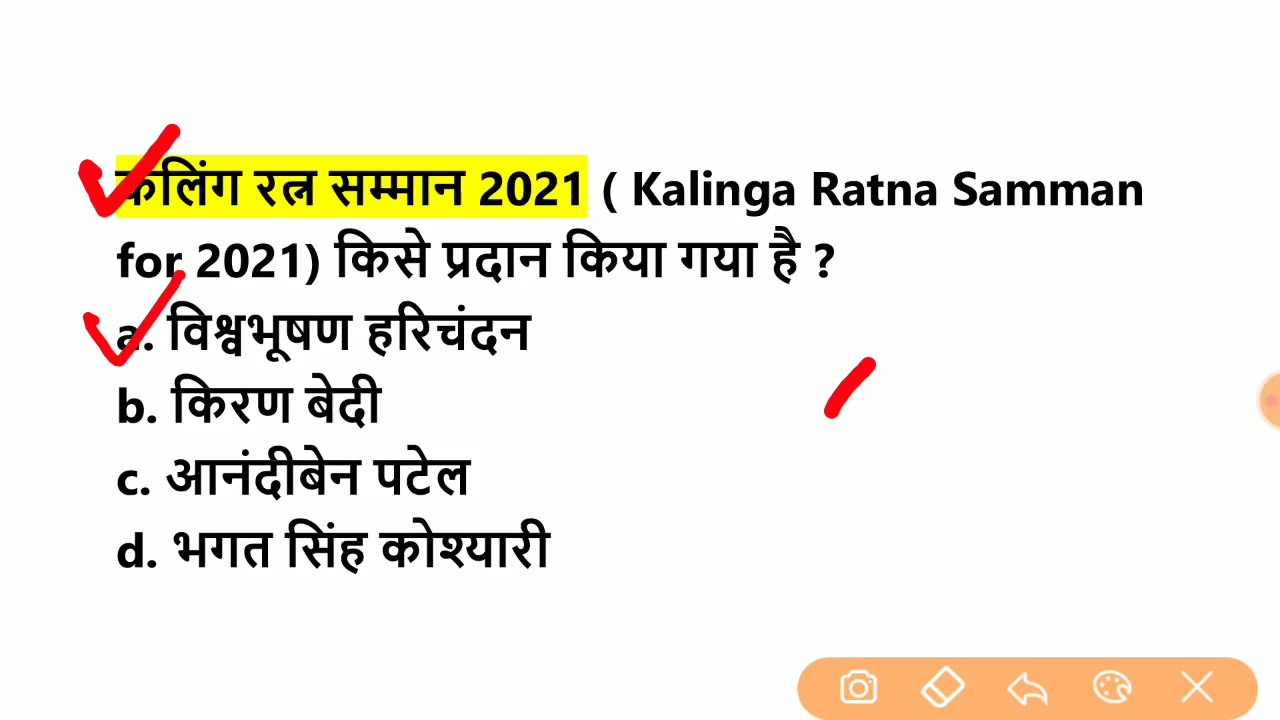 कलिंग रत्न सम्मान 2021 ( Kalinga Ratna Samman
for 2021) किसे प्रदान किया गया है ?
a. विश्वभूषण हरिचंदन
b. किरण बेदी
c. आनंदीबेन पटेल
d. भगत सिंह कोश्यारी